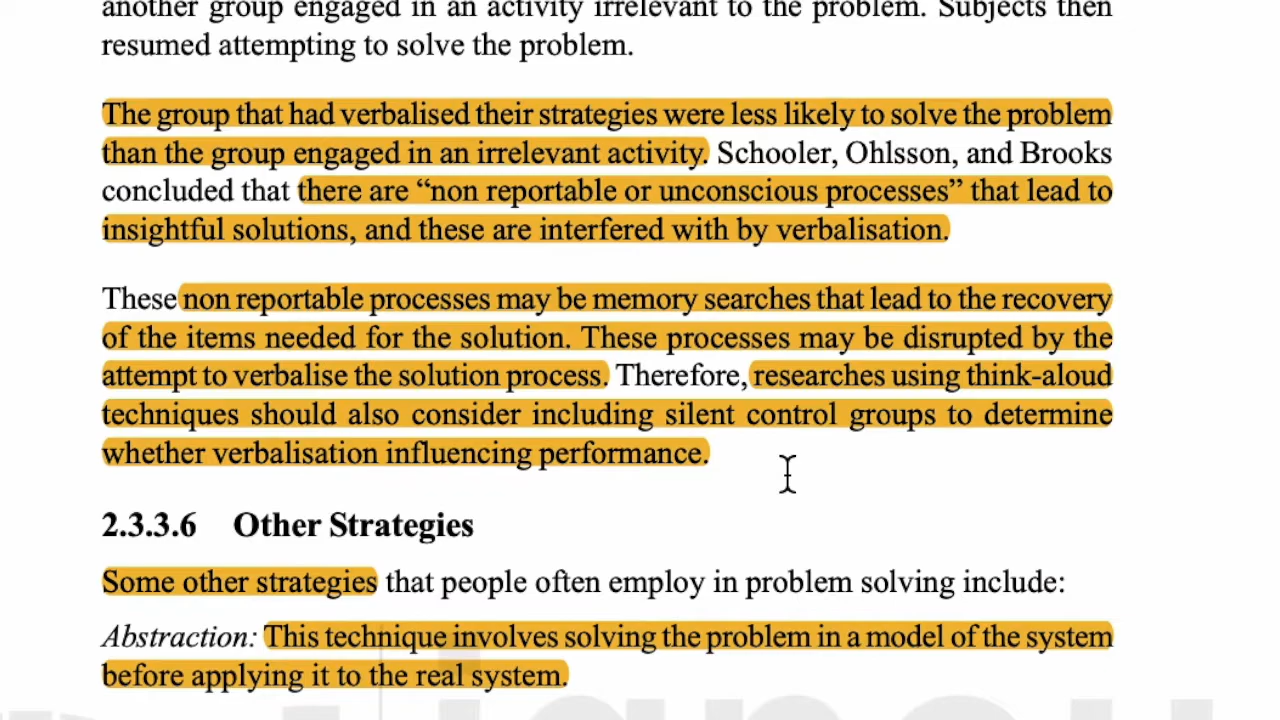 another group engaged in an activity irrelevant to the problem. Subjects then
resumed attempting to solve the problem.
The group that had verbalised their strategies were less likely to solve the problem
than the group engaged in an irrelevant activity. Schooler, Ohlsson, and Brooks
concluded that there are “non reportable or unconscious processes” that lead to
insightful solutions, and these are interfered with by verbalisation.
These non reportable processes may be memory searches that lead to the recovery
of the items needed for the solution. These processes may be disrupted by the
attempt to verbalise the solution process. Therefore, researches using think-aloud
techniques should also consider including silent control groups to determine
whether verbalisation influencing performance.
2.3.3.6 Other Strategies
Some other strategies that people often employ in problem solving include:
Abstraction: This technique involves solving the problem in a model of the system
before applying it to the real system.